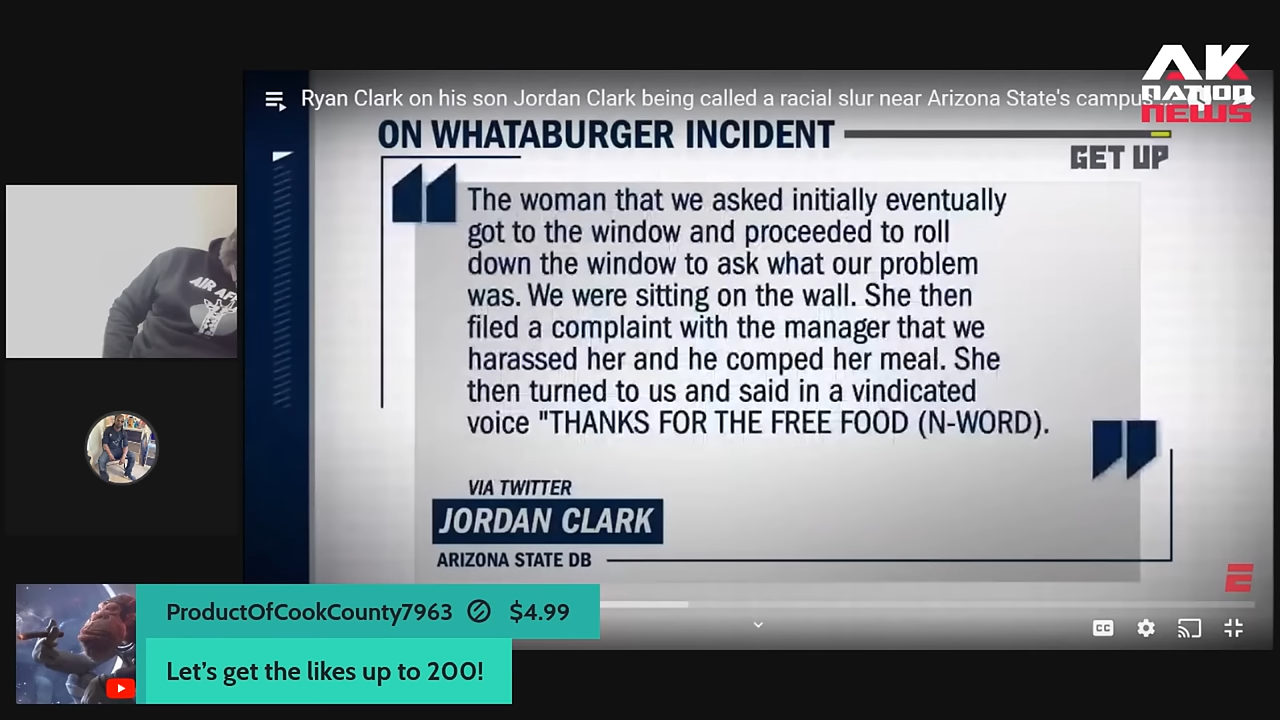 AK
NATION
NEWS
Ryan Clark on his son Jordan Clark being called a racial slur near Arizona State's campus
ON WHATABURGER INCIDENT
GET UP
The woman that we asked initially eventually
got to the window and proceeded to roll
down the window to ask what our problem
was. We were sitting on the wall. She then
filed a complaint with the manager that we
harassed her and he comped her meal. She
then turned to us and said in a vindicated
voice "THANKS FOR THE FREE FOOD (N-WORD).
VIA TWITTER
JORDAN CLARK
ARIZONA STATE DB
AIR
CC
ProductOfCookCounty7963 $4.99
Let's get the likes up to 200!